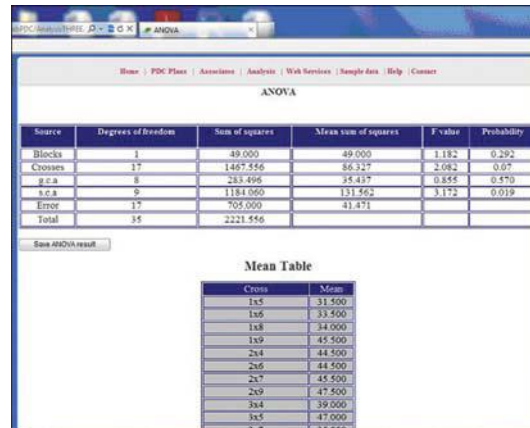 PDC/AnalysisTHREE ANOVA
Home | PDC Plans | Associates | Analysis | Web Services | Sample data | Help | Contact
ANOVA
Source Degrees of freedom Sum of squares Mean sum of squares F value Probability
Blocks 1 49.000 49.000 1.182 0.292
Crosses 17 1467.556 86.327 2.082 0.07
g.c.a 8 283.496 35.437 0.855 0.570
s.c.a 9 1184.060 131.562 3.172 0.019
Error 17 705.000 41.471
Total 35 2221.556
Save ANOVA result
Mean Table
Cross Mean
1x5 31.500
1x6 33.500
1x8 34.000
1x9 45.500
2x4 44.500
2x6 44.500
2x7 45.500
2x9 47.500
3x4 39.000
3x5 47.000